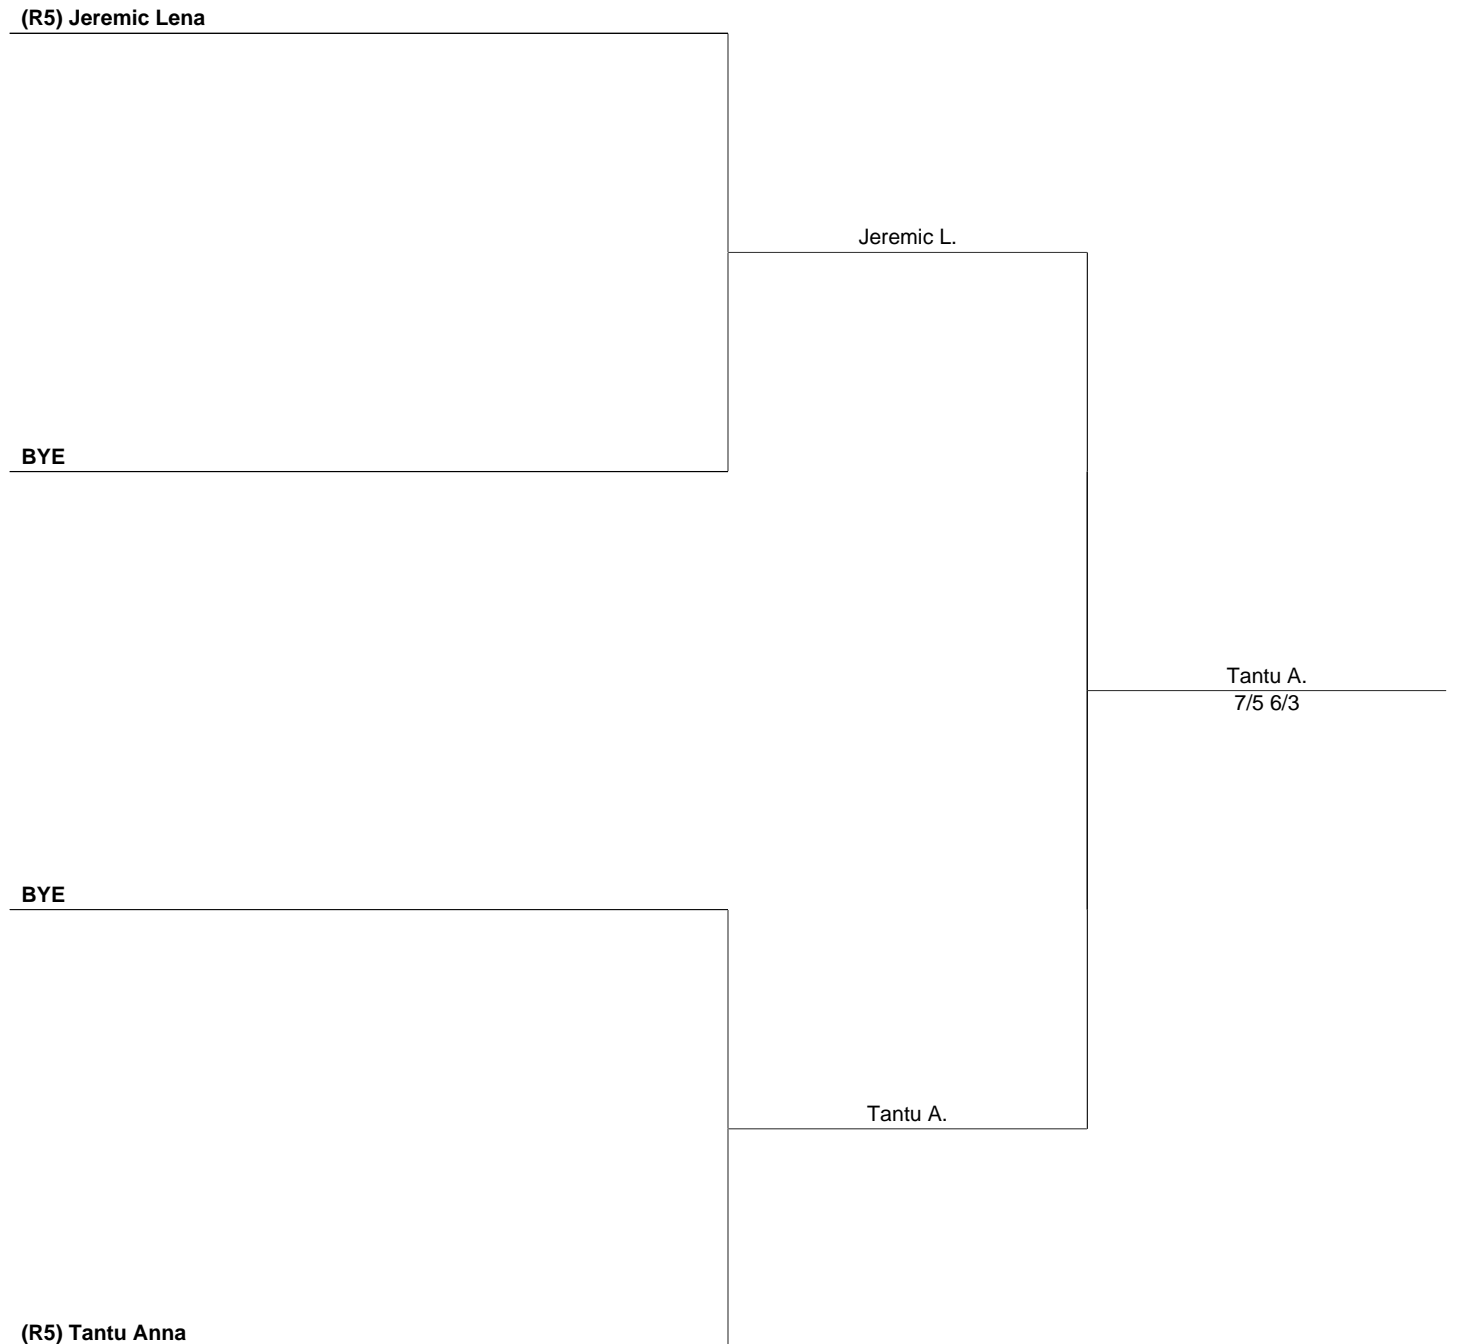 (R5) Jeremic Lena
Jeremic L.
BYE
Tantu A.
7/5 6/3
BYE
Tantu A.
(R5) Tantu Anna